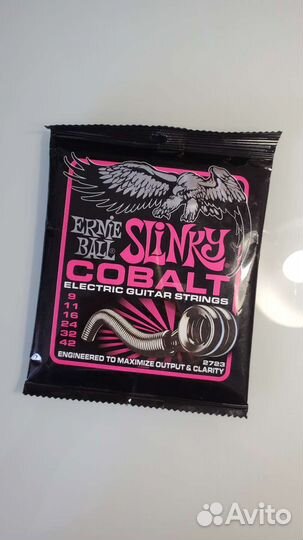 ERNIE
BALL
SLINKY
COBALT
ELECTRIC GUITAR STRINGS
9
11
16
24
32
42
2723
ENGINEERED TO MAXIMIZE OUTPUT & CLARITY
Avito